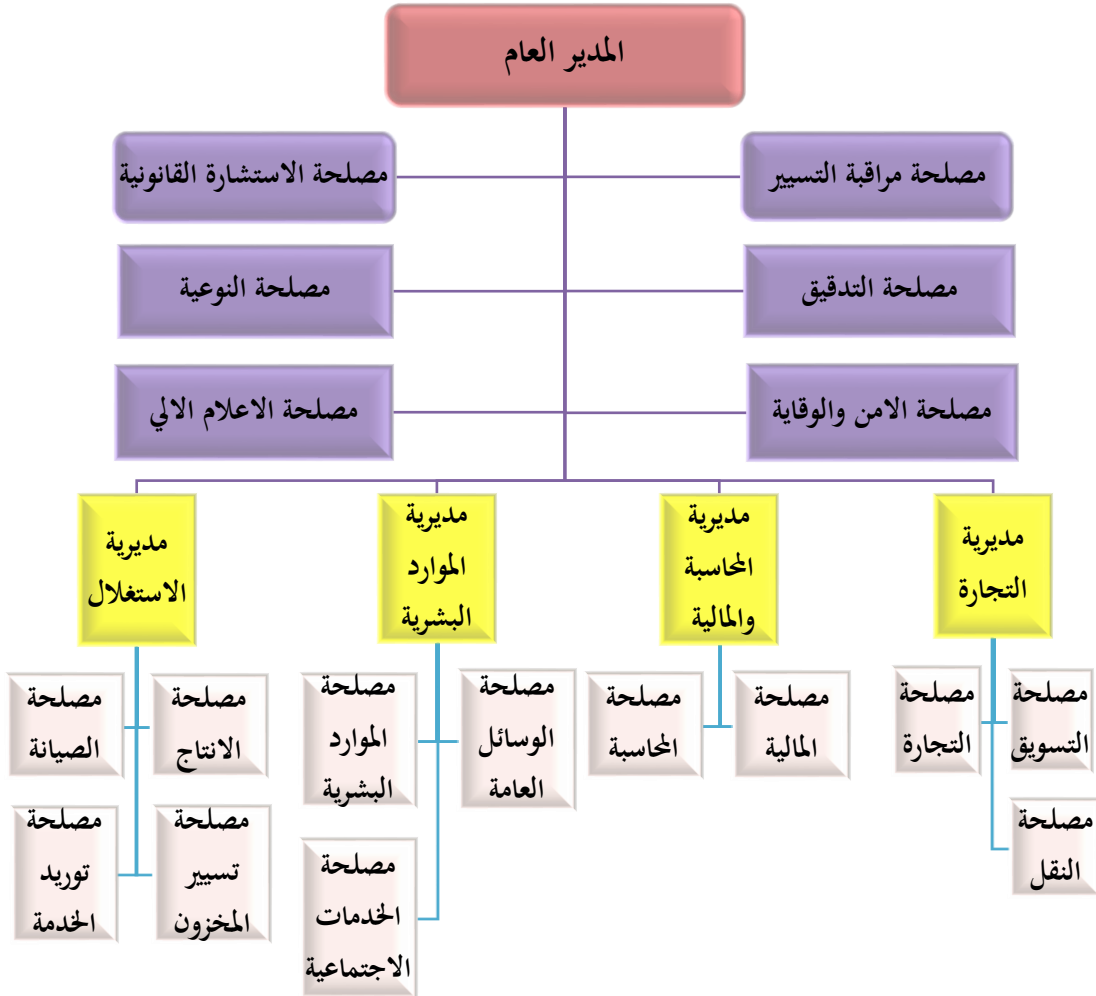 المدير العام
مصلحة مراقبة التسيير
مصلحة الاستشارة القانونية
مصلحة التدقيق
مصلحة النوعية
مصلحة الامن والوقاية
مصلحة الاعلام الالي
مديرية
التجارة
مديرية
المحاسبة
والمالية
مديرية
الموارد
البشرية
مديرية
الاستغلال
مصلحة
التسويق
مصلحة
التجارة
مصلحة
النقل
مصلحة
المالية
مصلحة
المحاسبة
مصلحة
الوسائل
العامة
مصلحة
الموارد
البشرية
مصلحة
الخدمات
الاجتماعية
مصلحة
الانتاج
مصلحة
الصيانة
مصلحة
تسيير
المخزون
مصلحة
توريد
الخدمة